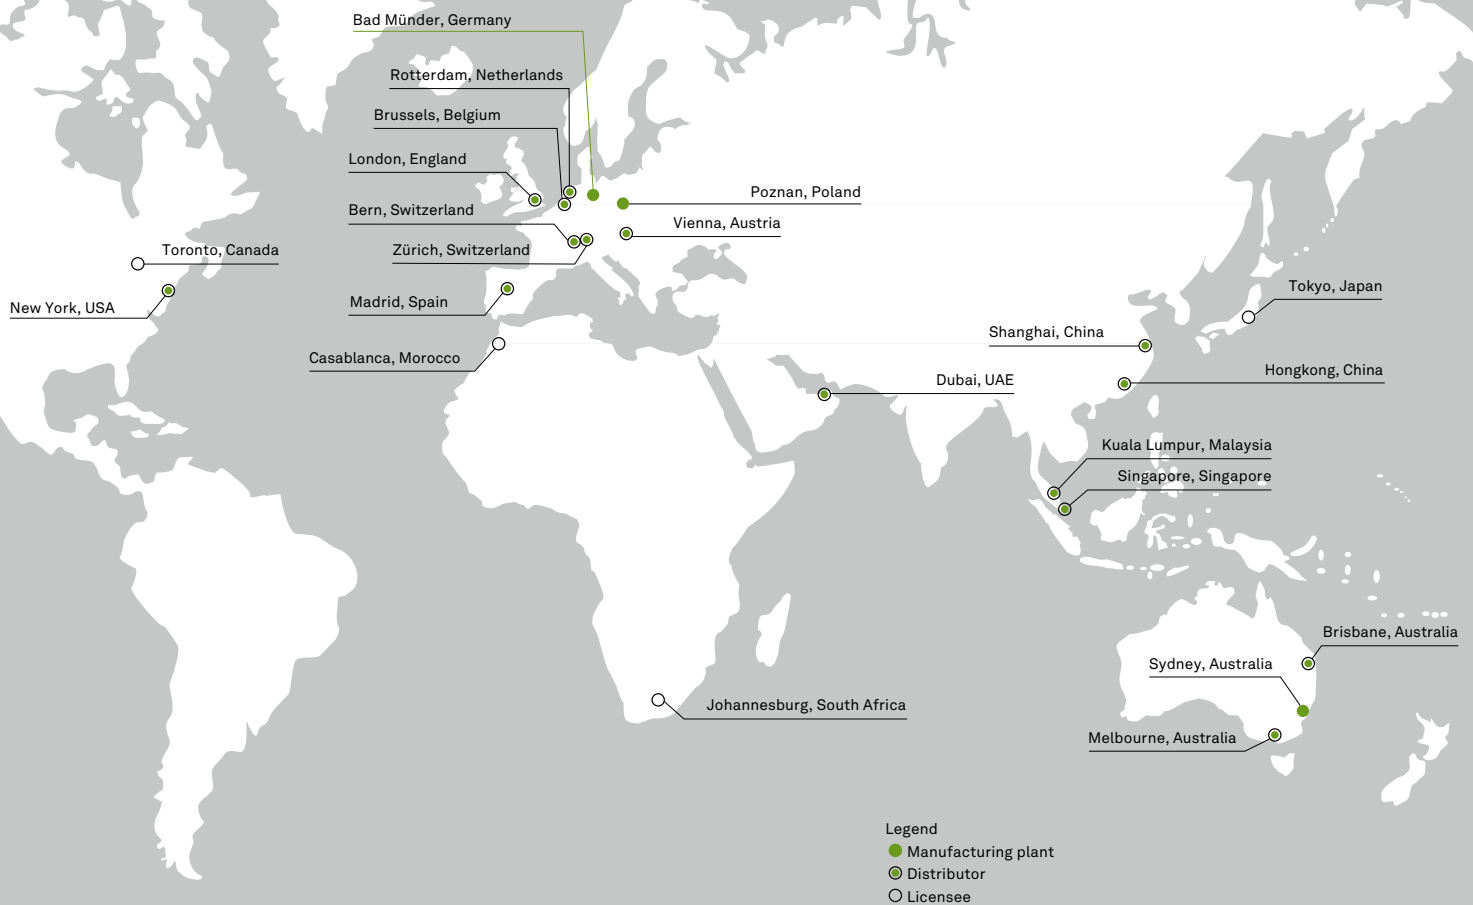 Bad Münder, Germany
Rotterdam, Netherlands
Brussels, Belgium
London, England
Poznan, Poland
Bern, Switzerland
Vienna, Austria
Toronto, Canada
Zürich, Switzerland
Tokyo, Japan
New York, USA
Madrid, Spain
Shanghai, China
Casablanca, Morocco
Hongkong, China
Dubai, UAE
Kuala Lumpur, Malaysia
Singapore, Singapore
Brisbane, Australia
Sydney, Australia
Johannesburg, South Africa
Melbourne, Australia
Legend
Manufacturing plant
Distributor
Licensee